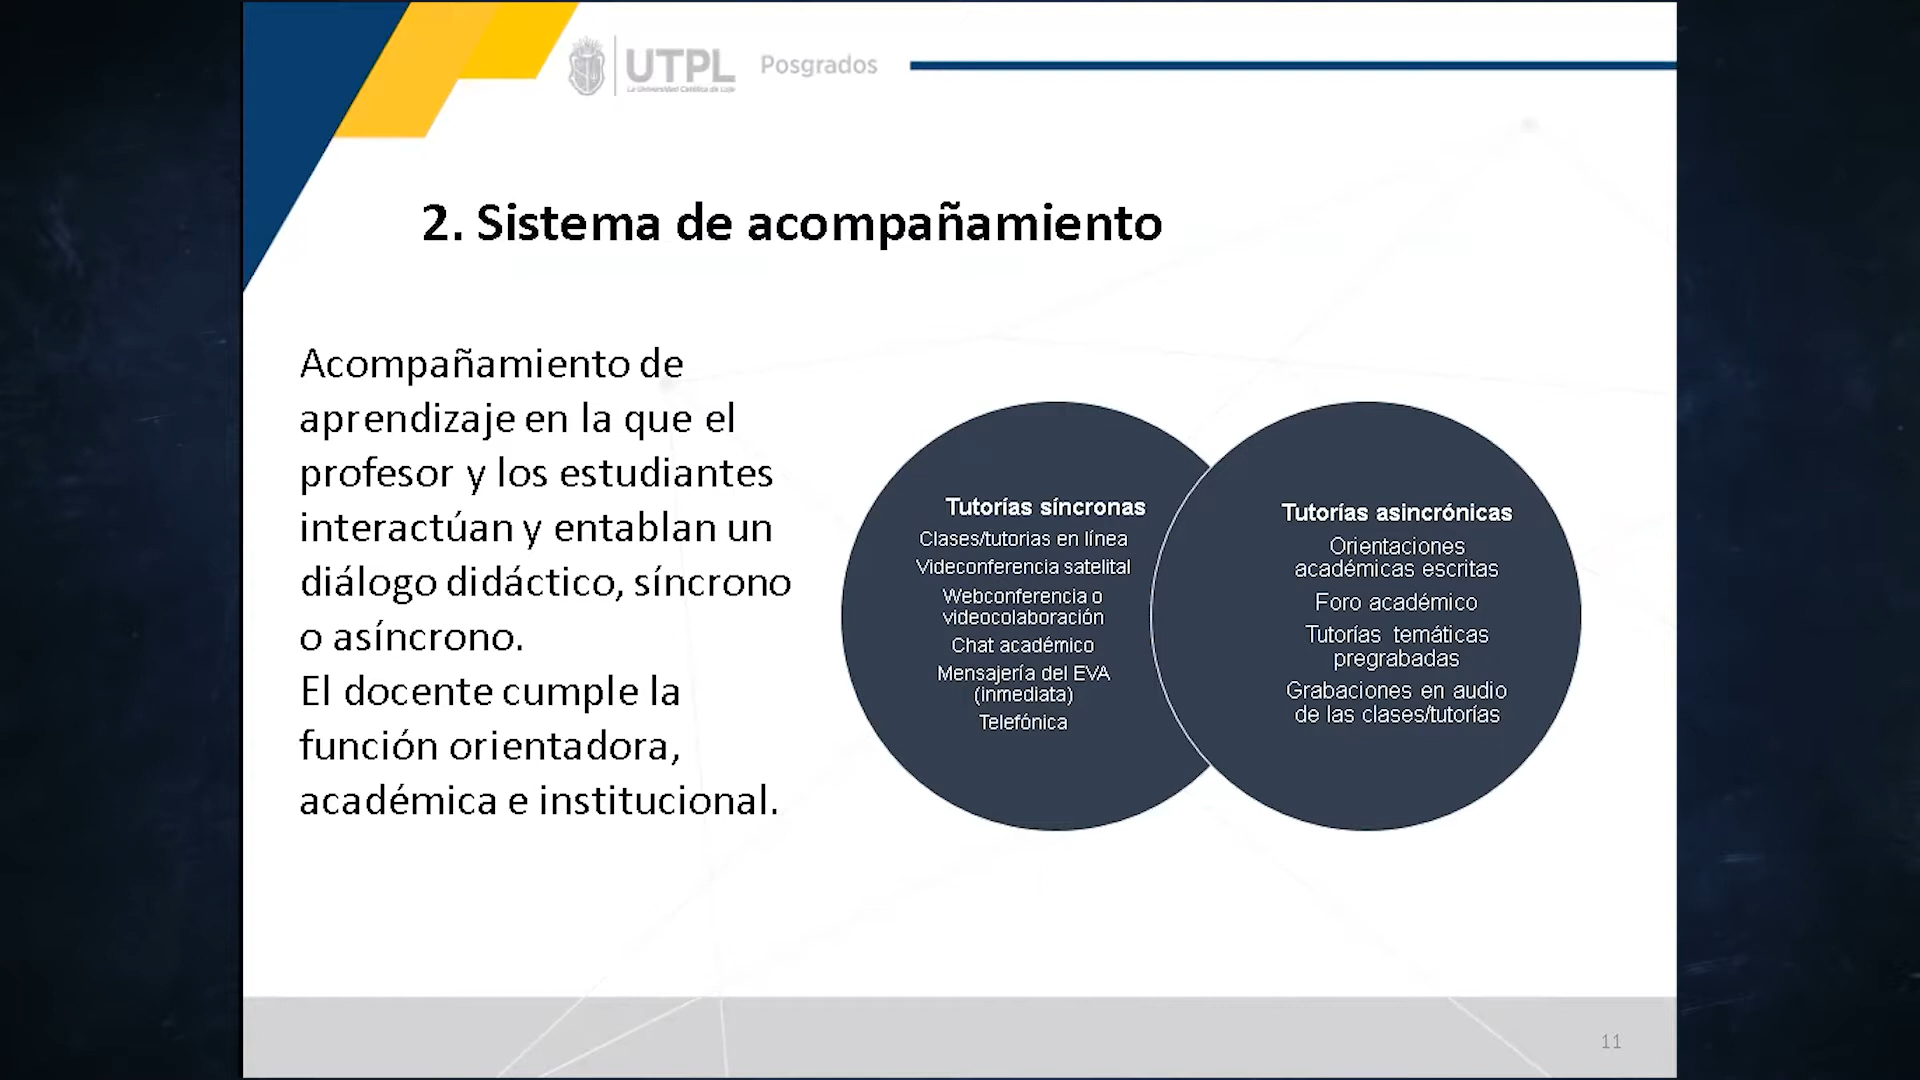 UTPL
La Universidad Católica de Loja
Posgrados
2. Sistema de acompañamiento
Acompañamiento de
aprendizaje en la que el
profesor y los estudiantes
interactúan y entablan un
diálogo didáctico, síncrono
o asíncrono.
El docente cumple la
función orientadora,
académica e institucional.
Tutorías síncronas
Clases/tutorias en línea
Videconferencia satelital
Webconferencia o
videocolaboración
Chat académico
Mensajería del EVA
(inmediata)
Telefónica
Tutorías asincrónicas
Orientaciones
académicas escritas
Foro académico
Tutorías temáticas
pregrabadas
Grabaciones en audio
de las clases/tutorías
11